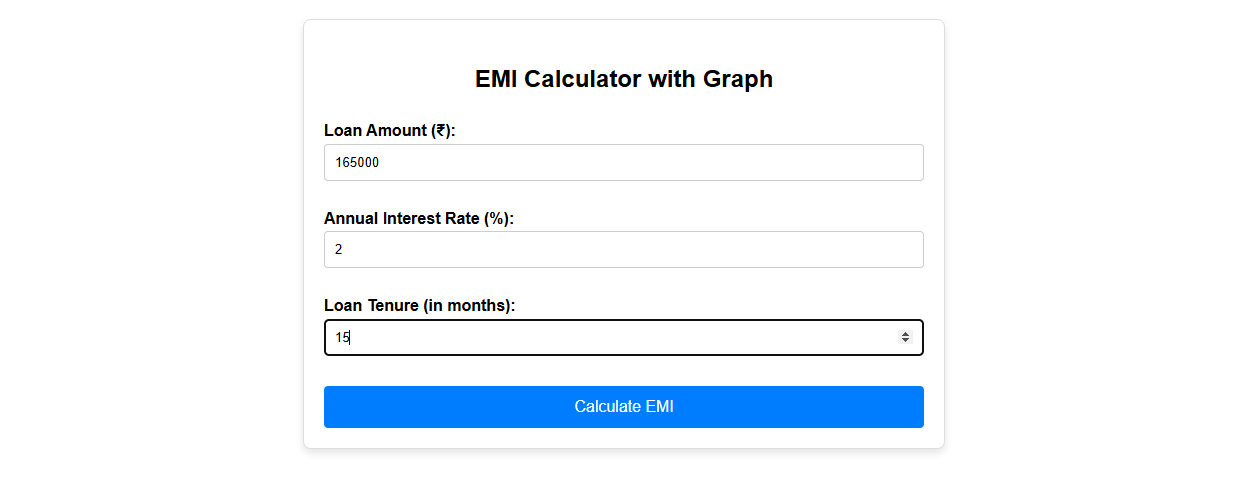 EMI Calculator with Graph
Loan Amount (₹):
165000
Annual Interest Rate (%):
2
Loan Tenure (in months):
15
Calculate EMI